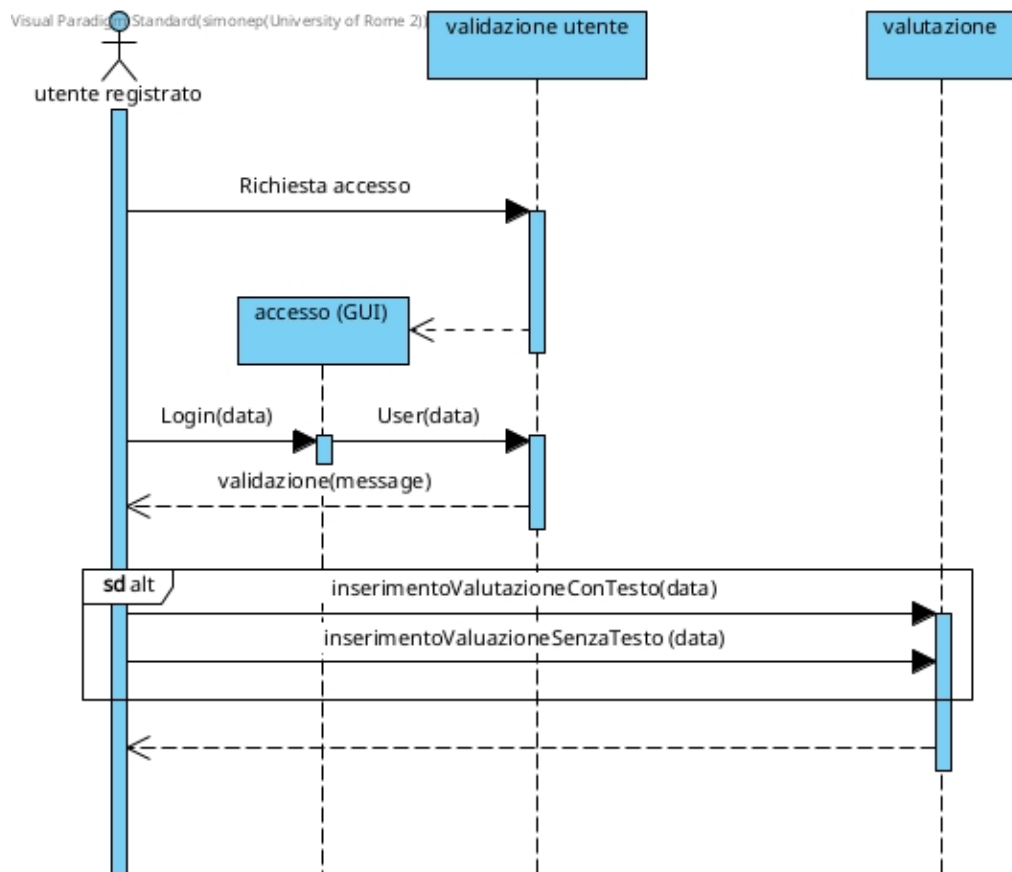 Visual Paradigm Standard(simonep(University of Rome 2))
validazione utente
valutazione
utente registrato
Richiesta accesso
accesso (GUI)
Login(data)
User(data)
validazione(message)
sd alt
inserimentoValutazioneConTesto(data)
inserimentoValuazioneSenzaTesto (data)